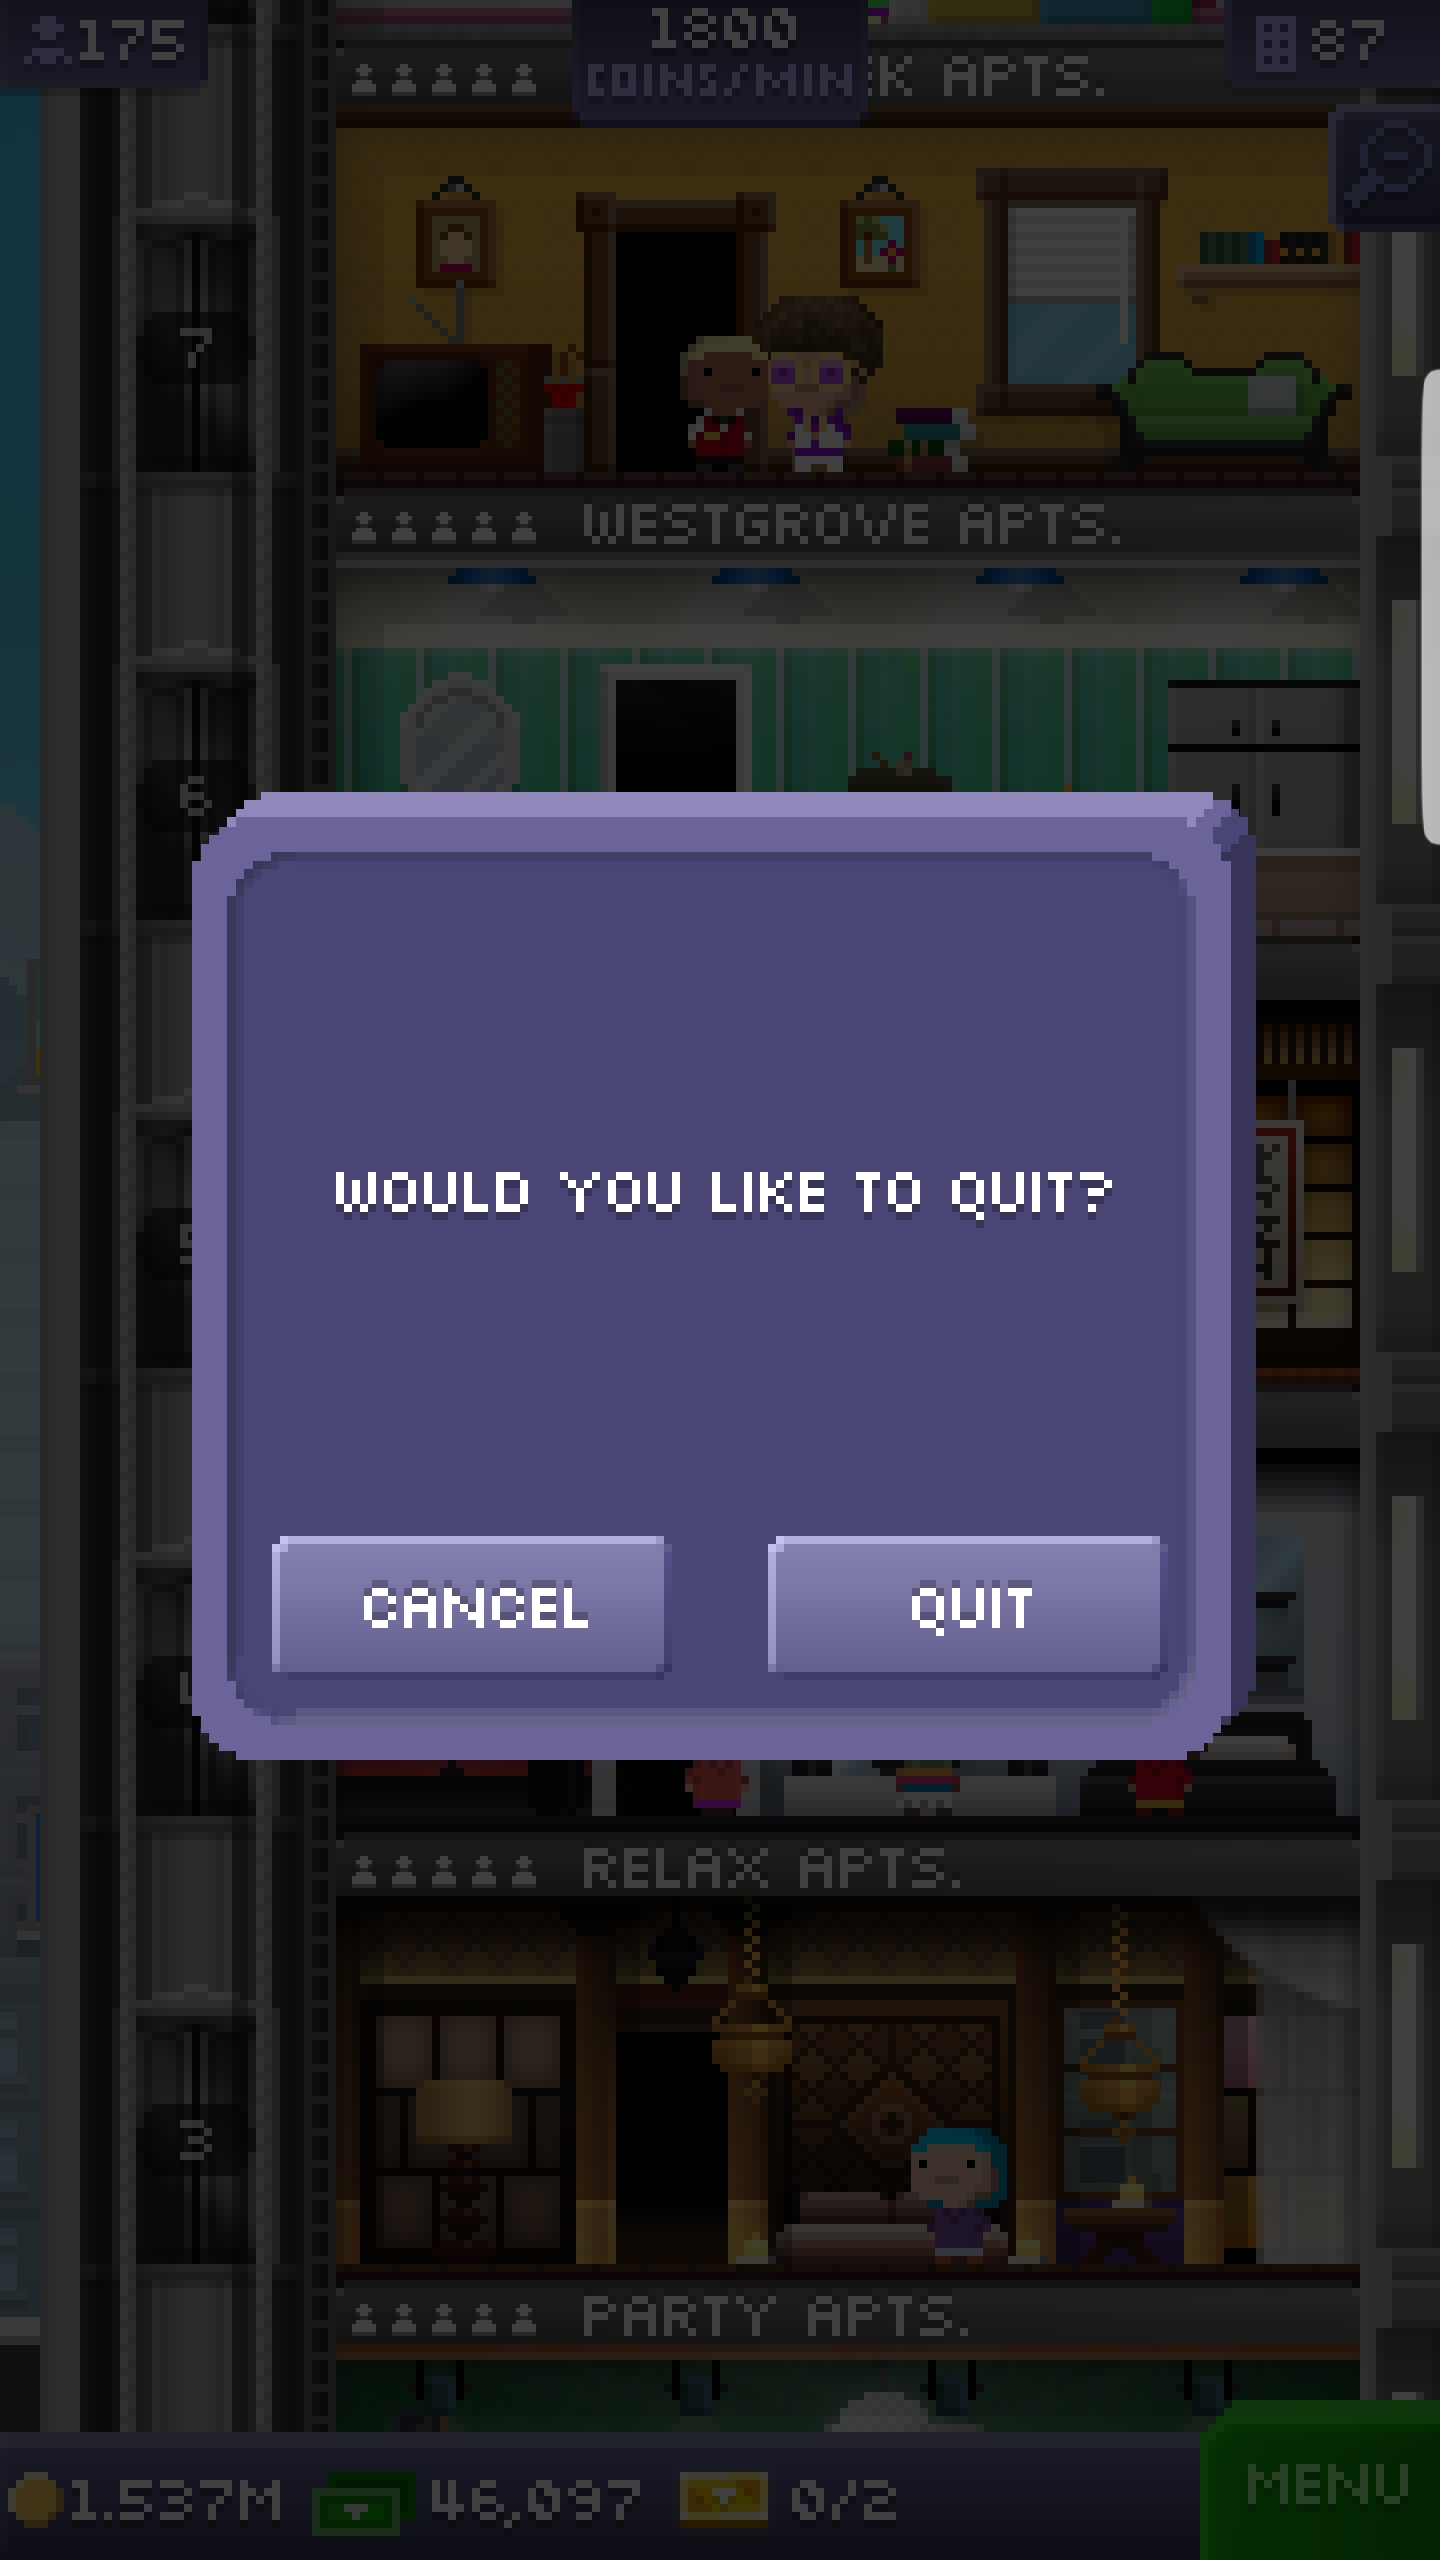 175
1800
COINS/MIN
87
K APTS.
7
WESTGROVE APTS.
6
WOULD YOU LIKE TO QUIT?
CANCEL
QUIT
RELAX APTS.
3
PARTY APTS.
1.537M
46,097
0/2
MENU